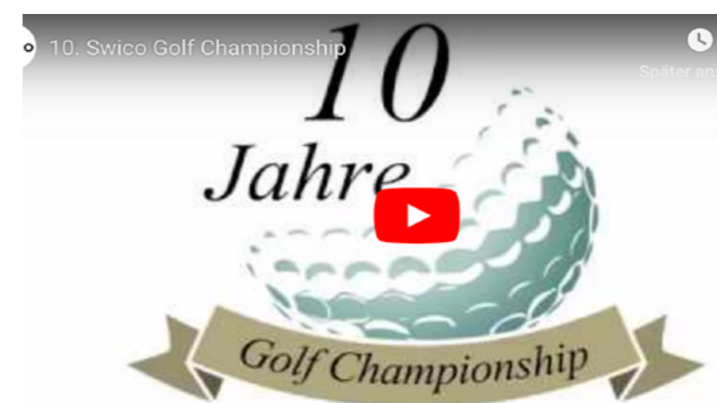 10. Swico Golf Championship
Später an
10
Jahre
Golf Championship